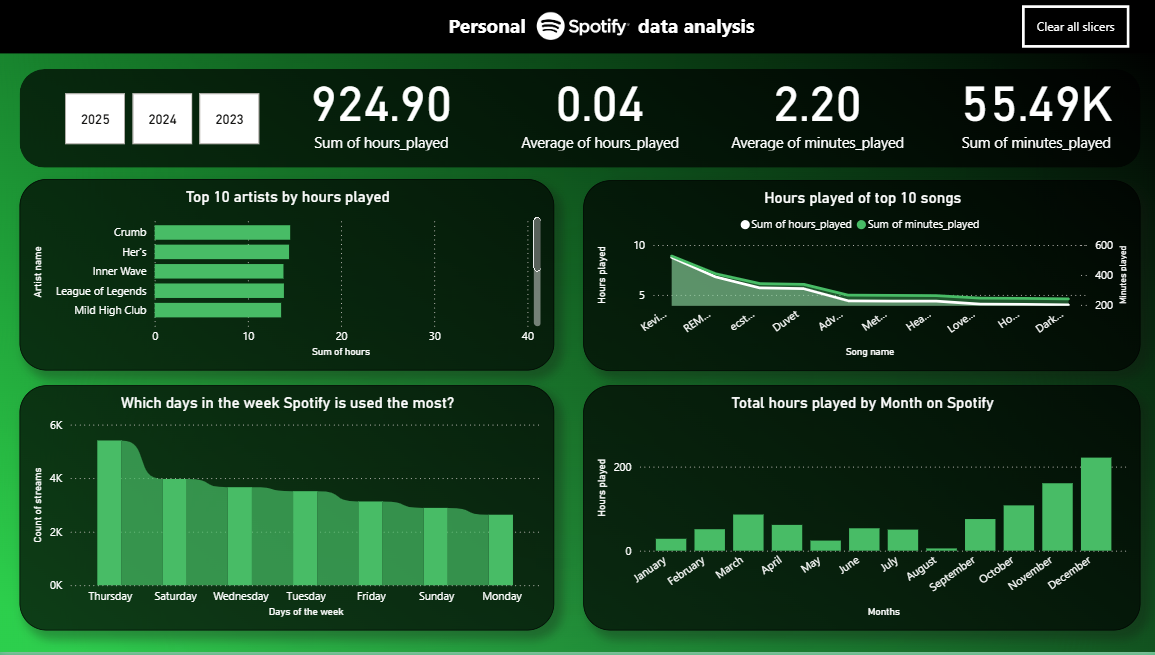 Personal Spotify data analysis
Clear all slicers
2025 2024 2023
924.90 0.04 2.20 55.49K
Sum of hours_played Average of hours_played Average of minutes_played Sum of minutes_played
Top 10 artists by hours played
Artist name
Crumb
Her's
Inner Wave
League of Legends
Mild High Club
0 10 20 30 40
Sum of hours
Hours played of top 10 songs
Sum of hours_played Sum of minutes_played
Hours played
10
5
600
400
200
Minutes played
Kevi... REM... ecst... Duvet Adv... Met... Hea... Love... Ho... Dark...
Song name
Which days in the week Spotify is used the most?
Count of streams
6K
4K
2K
0K
Thursday Saturday Wednesday Tuesday Friday Sunday Monday
Days of the week
Total hours played by Month on Spotify
Hours played
200
0
January February March April May June July August September October November December
Months